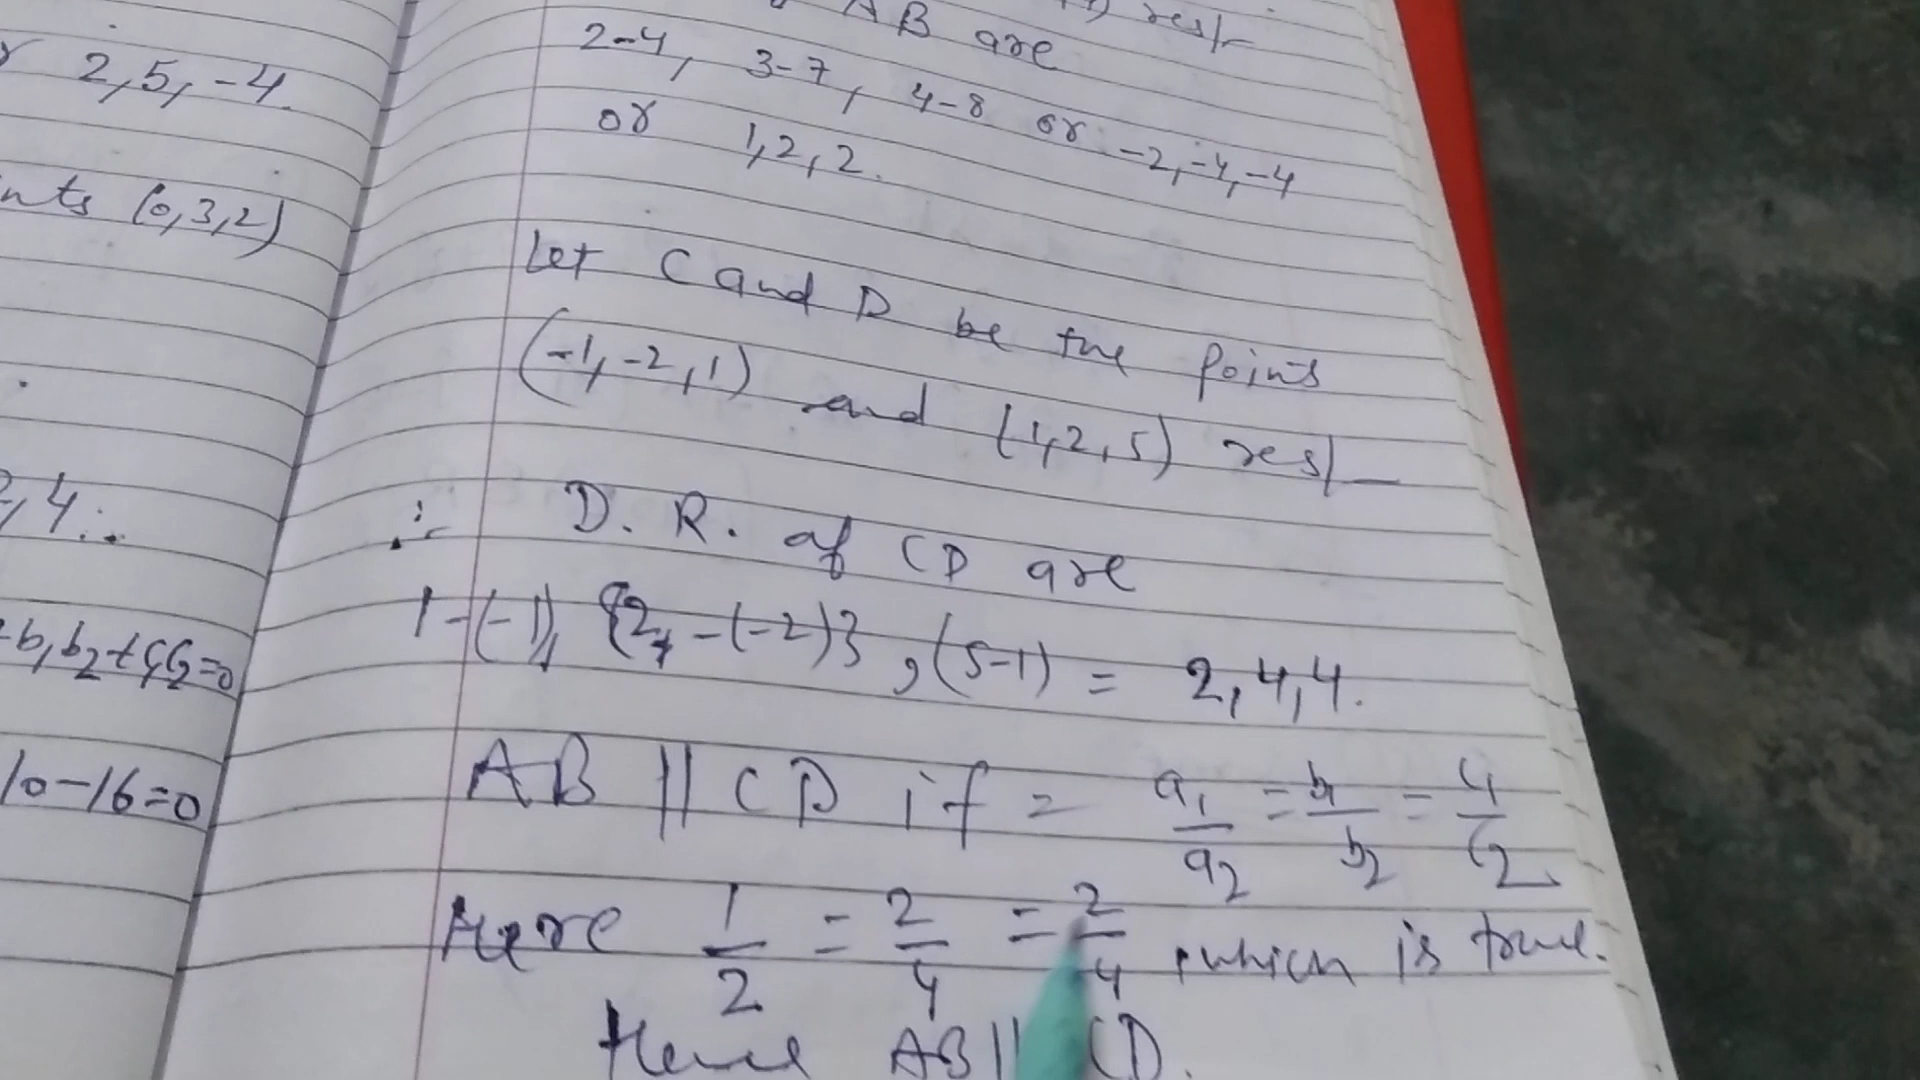 2,5,-4.
(0,3,2)
,4.
b₁b₂+c₁c₂=0
10-16=0
AB are
2-4, 3-7, 4-8 or -2,-4,-4
or 1,2,2.
Let C and D be the points
(-1,-2,1) and (1,2,5) res/-
∴ D.R. of CD are
1-(-1), {2-(-2)}, (5-1) = 2,4,4.
AB || CD if = a₁/a₂ = b₁/b₂ = c₁/c₂
Here 1/2 = 2/4 = 2/4 which is true.
Hence AB || CD.